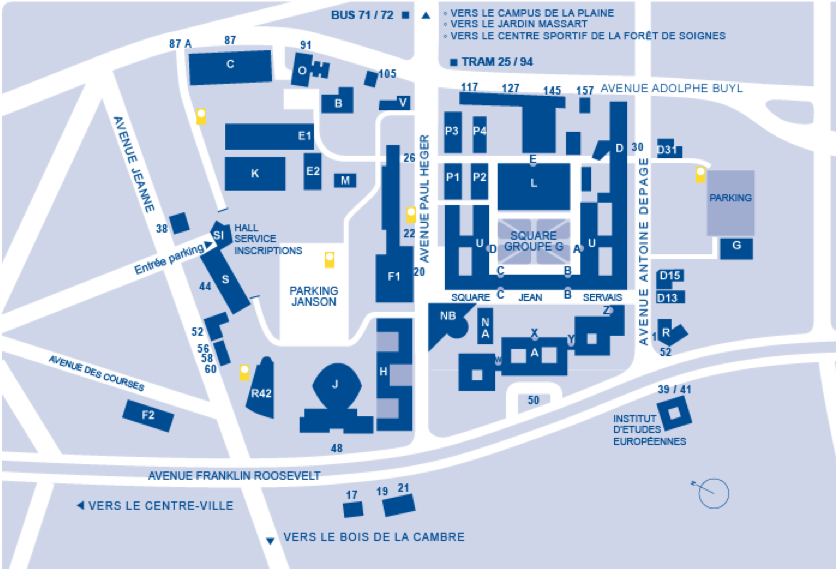 BUS 71 / 72
◦ VERS LE CAMPUS DE LA PLAINE
◦ VERS LE JARDIN MASSART
◦ VERS LE CENTRE SPORTIF DE LA FORÊT DE SOIGNES
TRAM 25 / 94
87 A
87
91
105
C
O
B
V
117
127
145
157
AVENUE ADOLPHE BUYL
AVENUE JEANNE
AVENUE PAUL HEGER
AVENUE ANTOINE DEPAGE
E1
K
E2
M
26
P3
P4
P1
P2
E
L
D
30
D31
PARKING
G
38
SI
HALL
SERVICE
INSCRIPTIONS
Entrée parking
S
44
22
20
F1
PARKING
JANSON
U
D
SQUARE
GROUPE G
A
U
C
B
C
B
SQUARE
JEAN
SERVAIS
D15
D13
R
1
52
NB
N
A
X
A
Y
Z
W
50
52
56
58
60
AVENUE DES COURSES
F2
R42
J
H
48
39 / 41
INSTITUT
D'ETUDES
EUROPÉENNES
AVENUE FRANKLIN ROOSEVELT
17
19
21
VERS LE CENTRE-VILLE
VERS LE BOIS DE LA CAMBRE